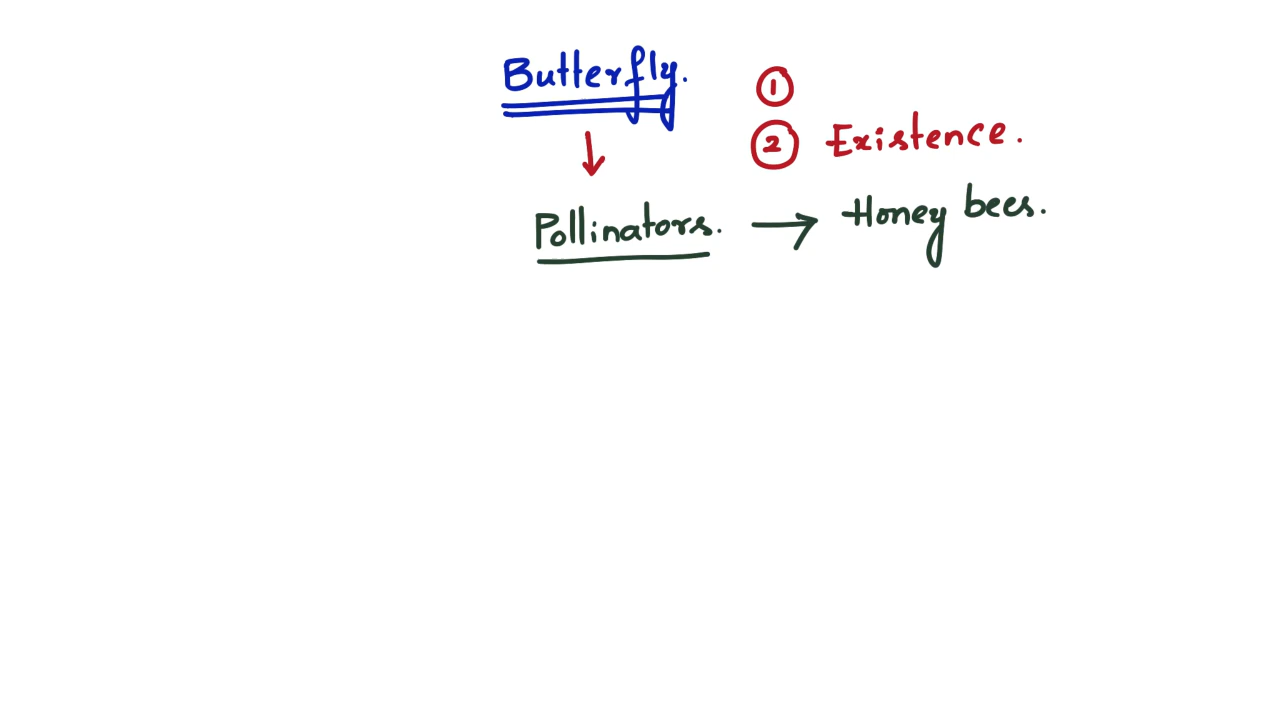 Butterfly.
①
② Existence.
Pollinators. → Honey bees.